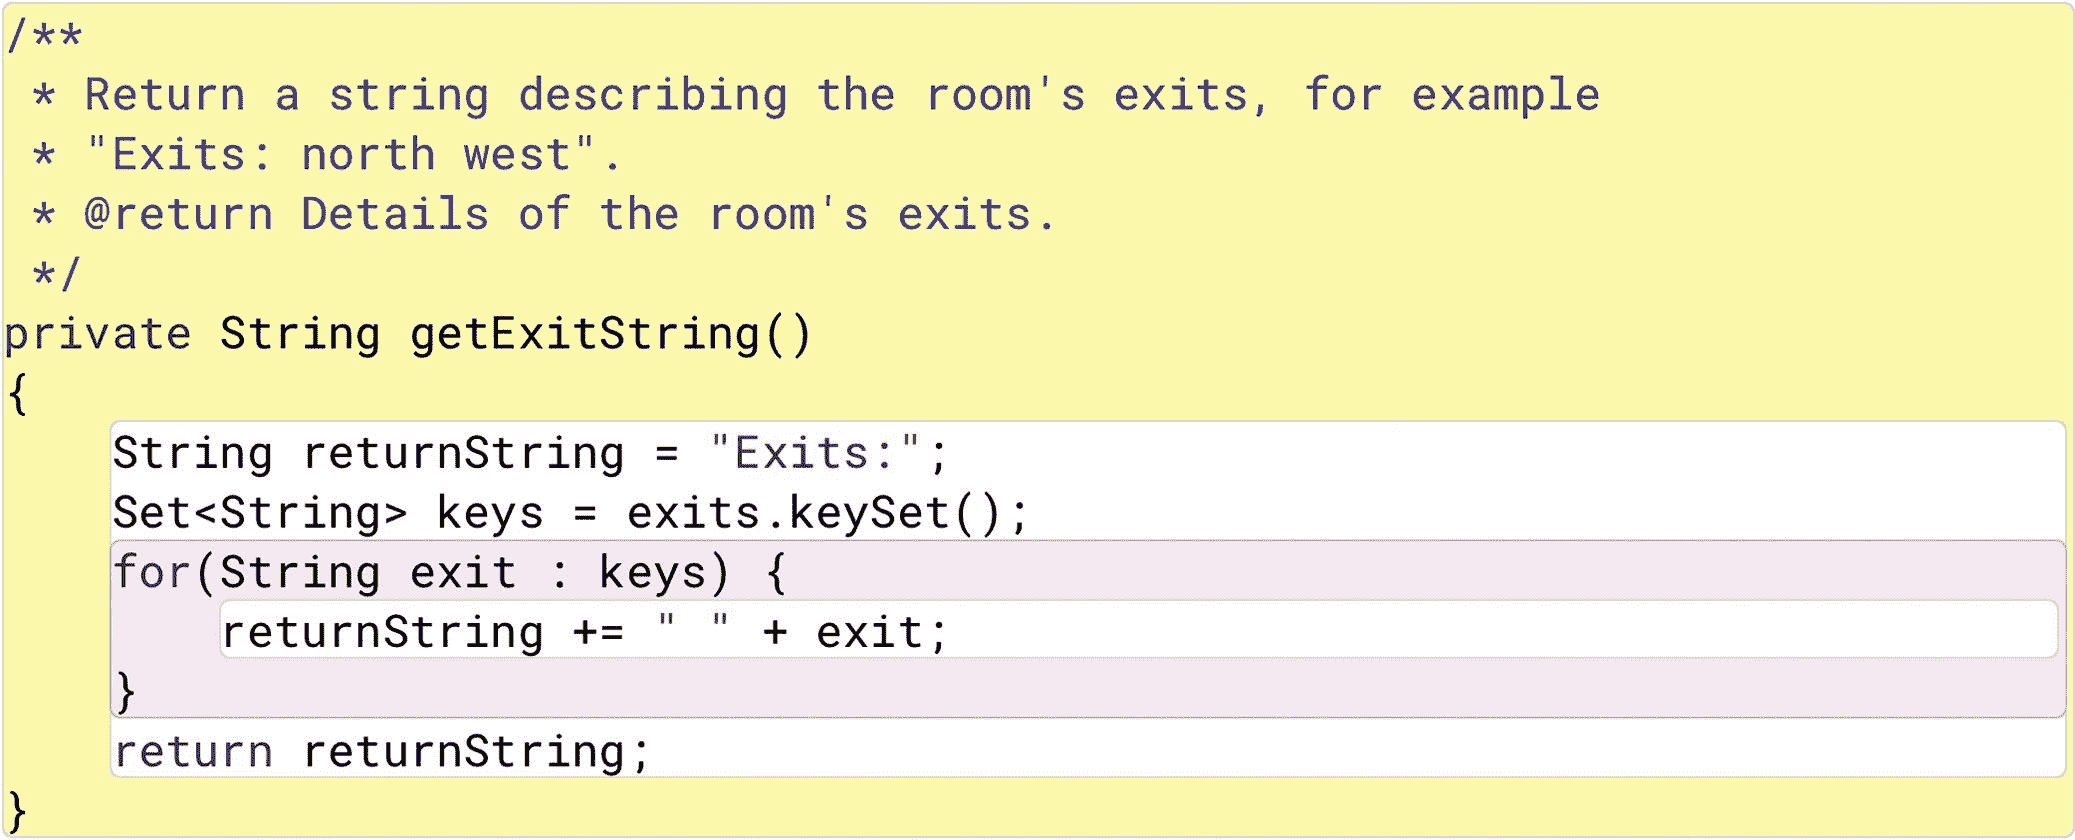 /**
 * Return a string describing the room's exits, for example
 * "Exits: north west".
 * @return Details of the room's exits.
 */
private String getExitString()
{
    String returnString = "Exits:";
    Set<String> keys = exits.keySet();
    for(String exit : keys) {
        returnString += " " + exit;
    }
    return returnString;
}